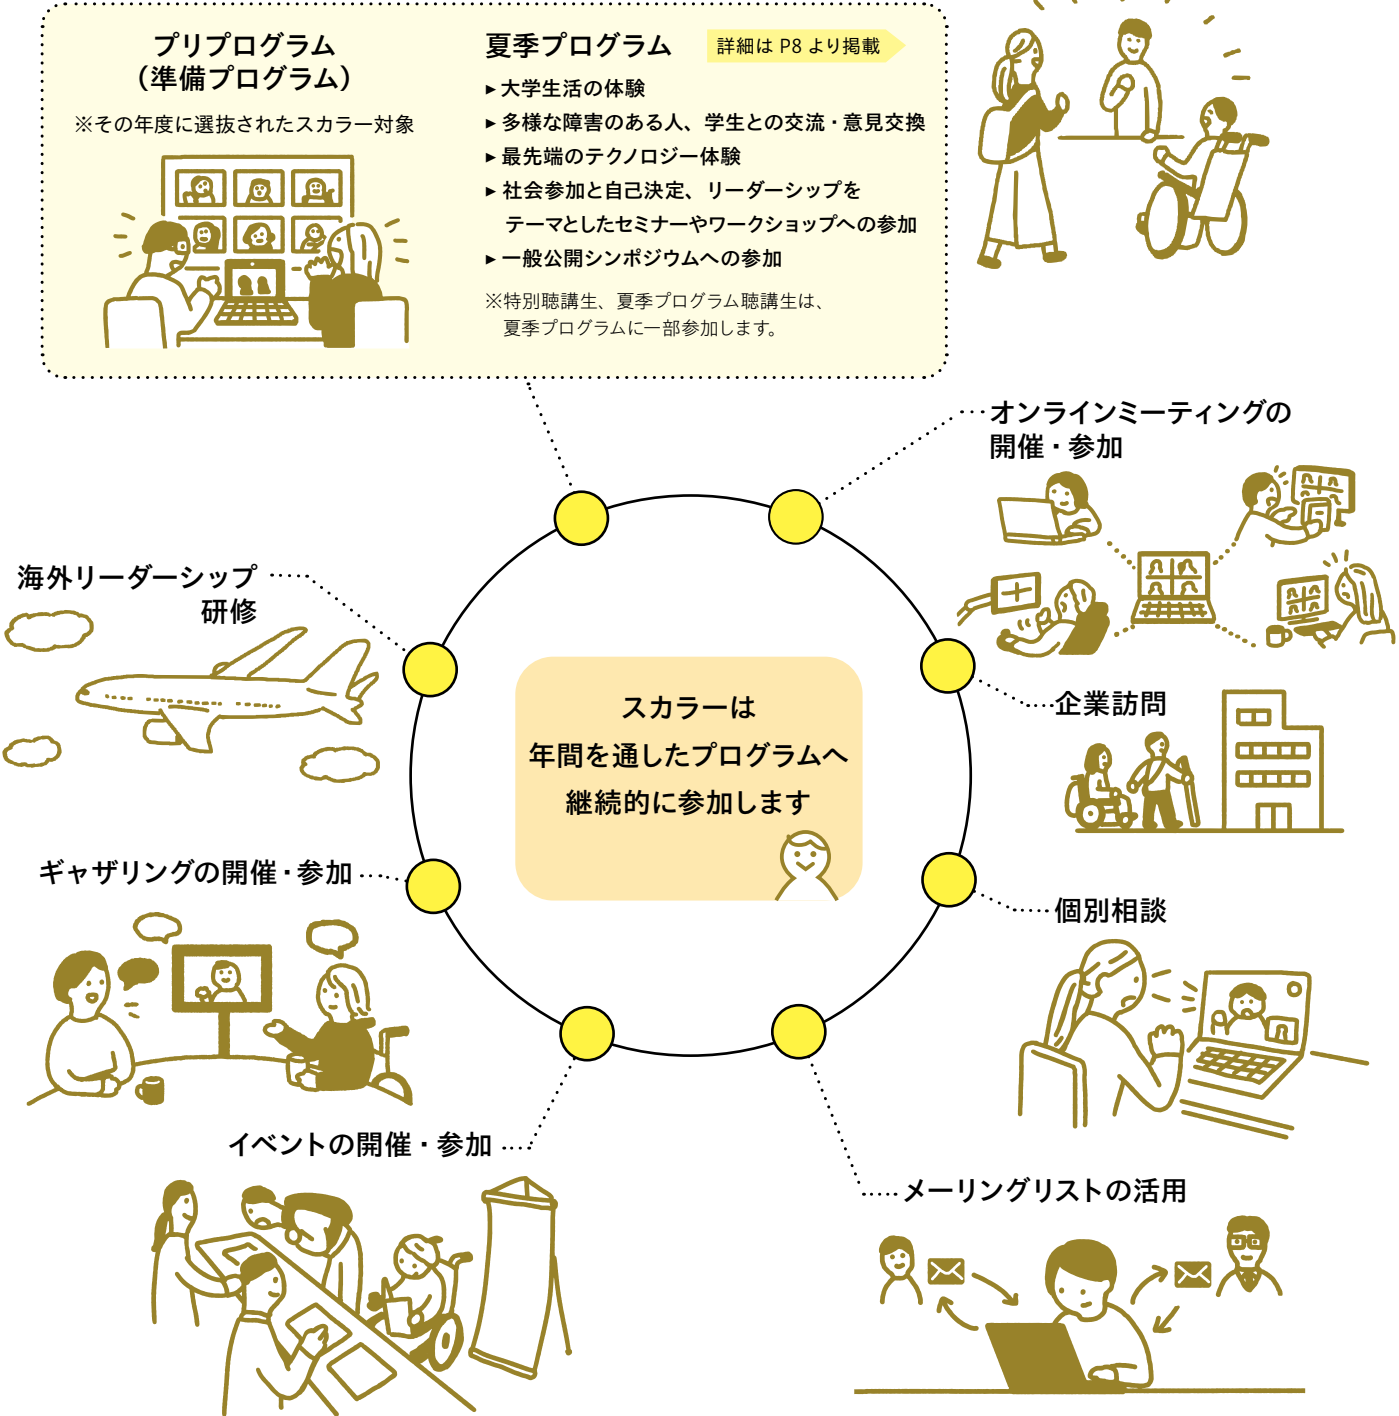 プリプログラム
（準備プログラム）
※その年度に選抜されたスカラー対象
夏季プログラム
詳細は P8 より掲載
▸大学生活の体験
▸多様な障害のある人、学生との交流・意見交換
▸最先端のテクノロジー体験
▸社会参加と自己決定、リーダーシップを
テーマとしたセミナーやワークショップへの参加
▸一般公開シンポジウムへの参加
※特別聴講生、夏季プログラム聴講生は、
夏季プログラムに一部参加します。
オンラインミーティングの
開催・参加
海外リーダーシップ
研修
スカラーは
年間を通したプログラムへ
継続的に参加します
企業訪問
ギャザリングの開催・参加
個別相談
イベントの開催・参加
メーリングリストの活用